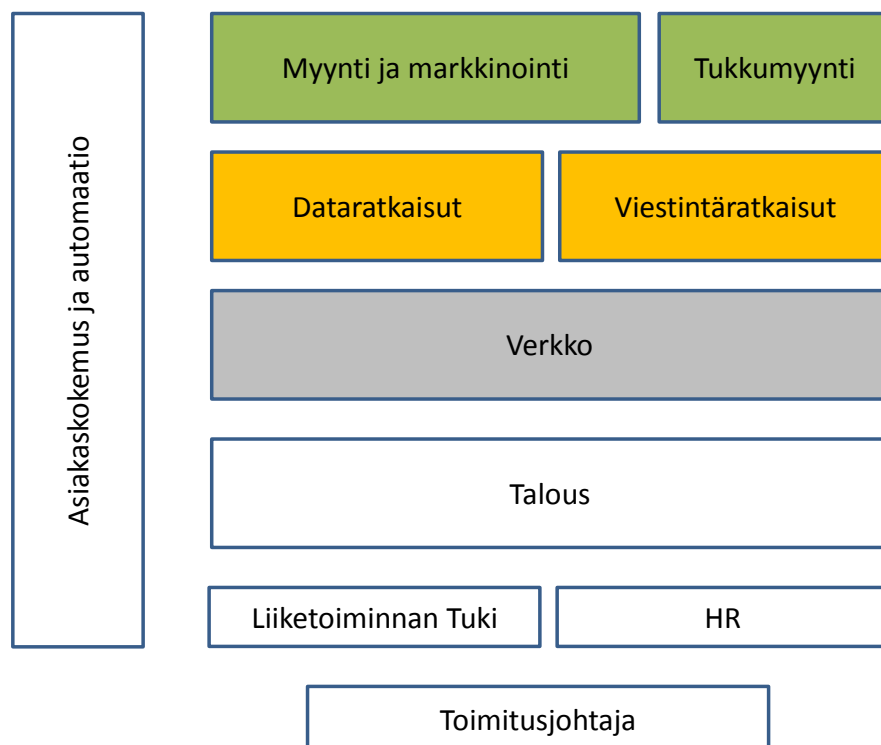 Asiakaskokemus ja automaatio
Myynti ja markkinointi
Tukkumyynti
Dataratkaisut
Viestintäratkaisut
Verkko
Talous
Liiketoiminnan Tuki
HR
Toimitusjohtaja